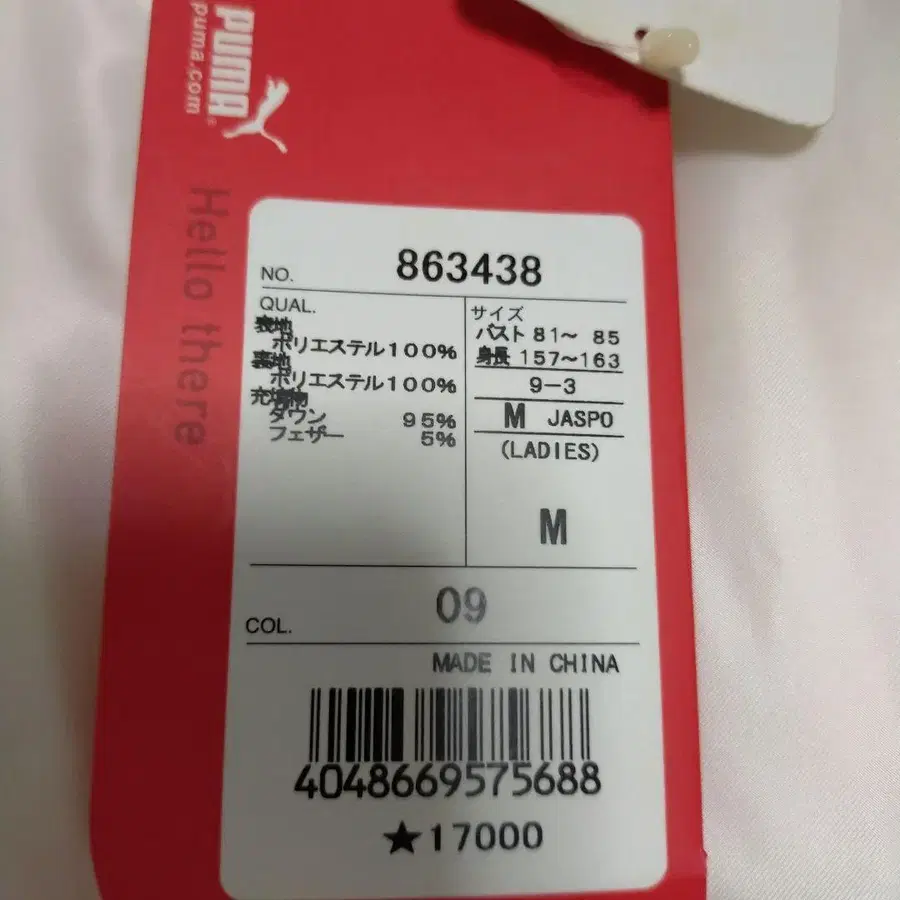 PUMA®
puma.com
Hello there
NO. 863438
QUAL.
表地
ポリエステル100%
裏地
ポリエステル100%
充填物
ダウン 95%
フェザー 5%
サイズ
バスト 81～ 85
身長 157～163
9-3
M JASPO
(LADIES)
M
COL. 09
MADE IN CHINA
4048669575688
★17000